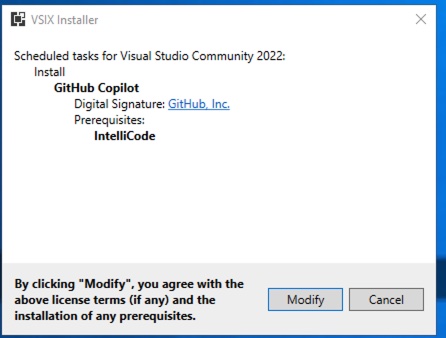 VSIX Installer
Scheduled tasks for Visual Studio Community 2022:
Install
GitHub Copilot
Digital Signature: GitHub, Inc.
Prerequisites:
IntelliCode
By clicking "Modify", you agree with the
above license terms (if any) and the
installation of any prerequisites.
Modify
Cancel